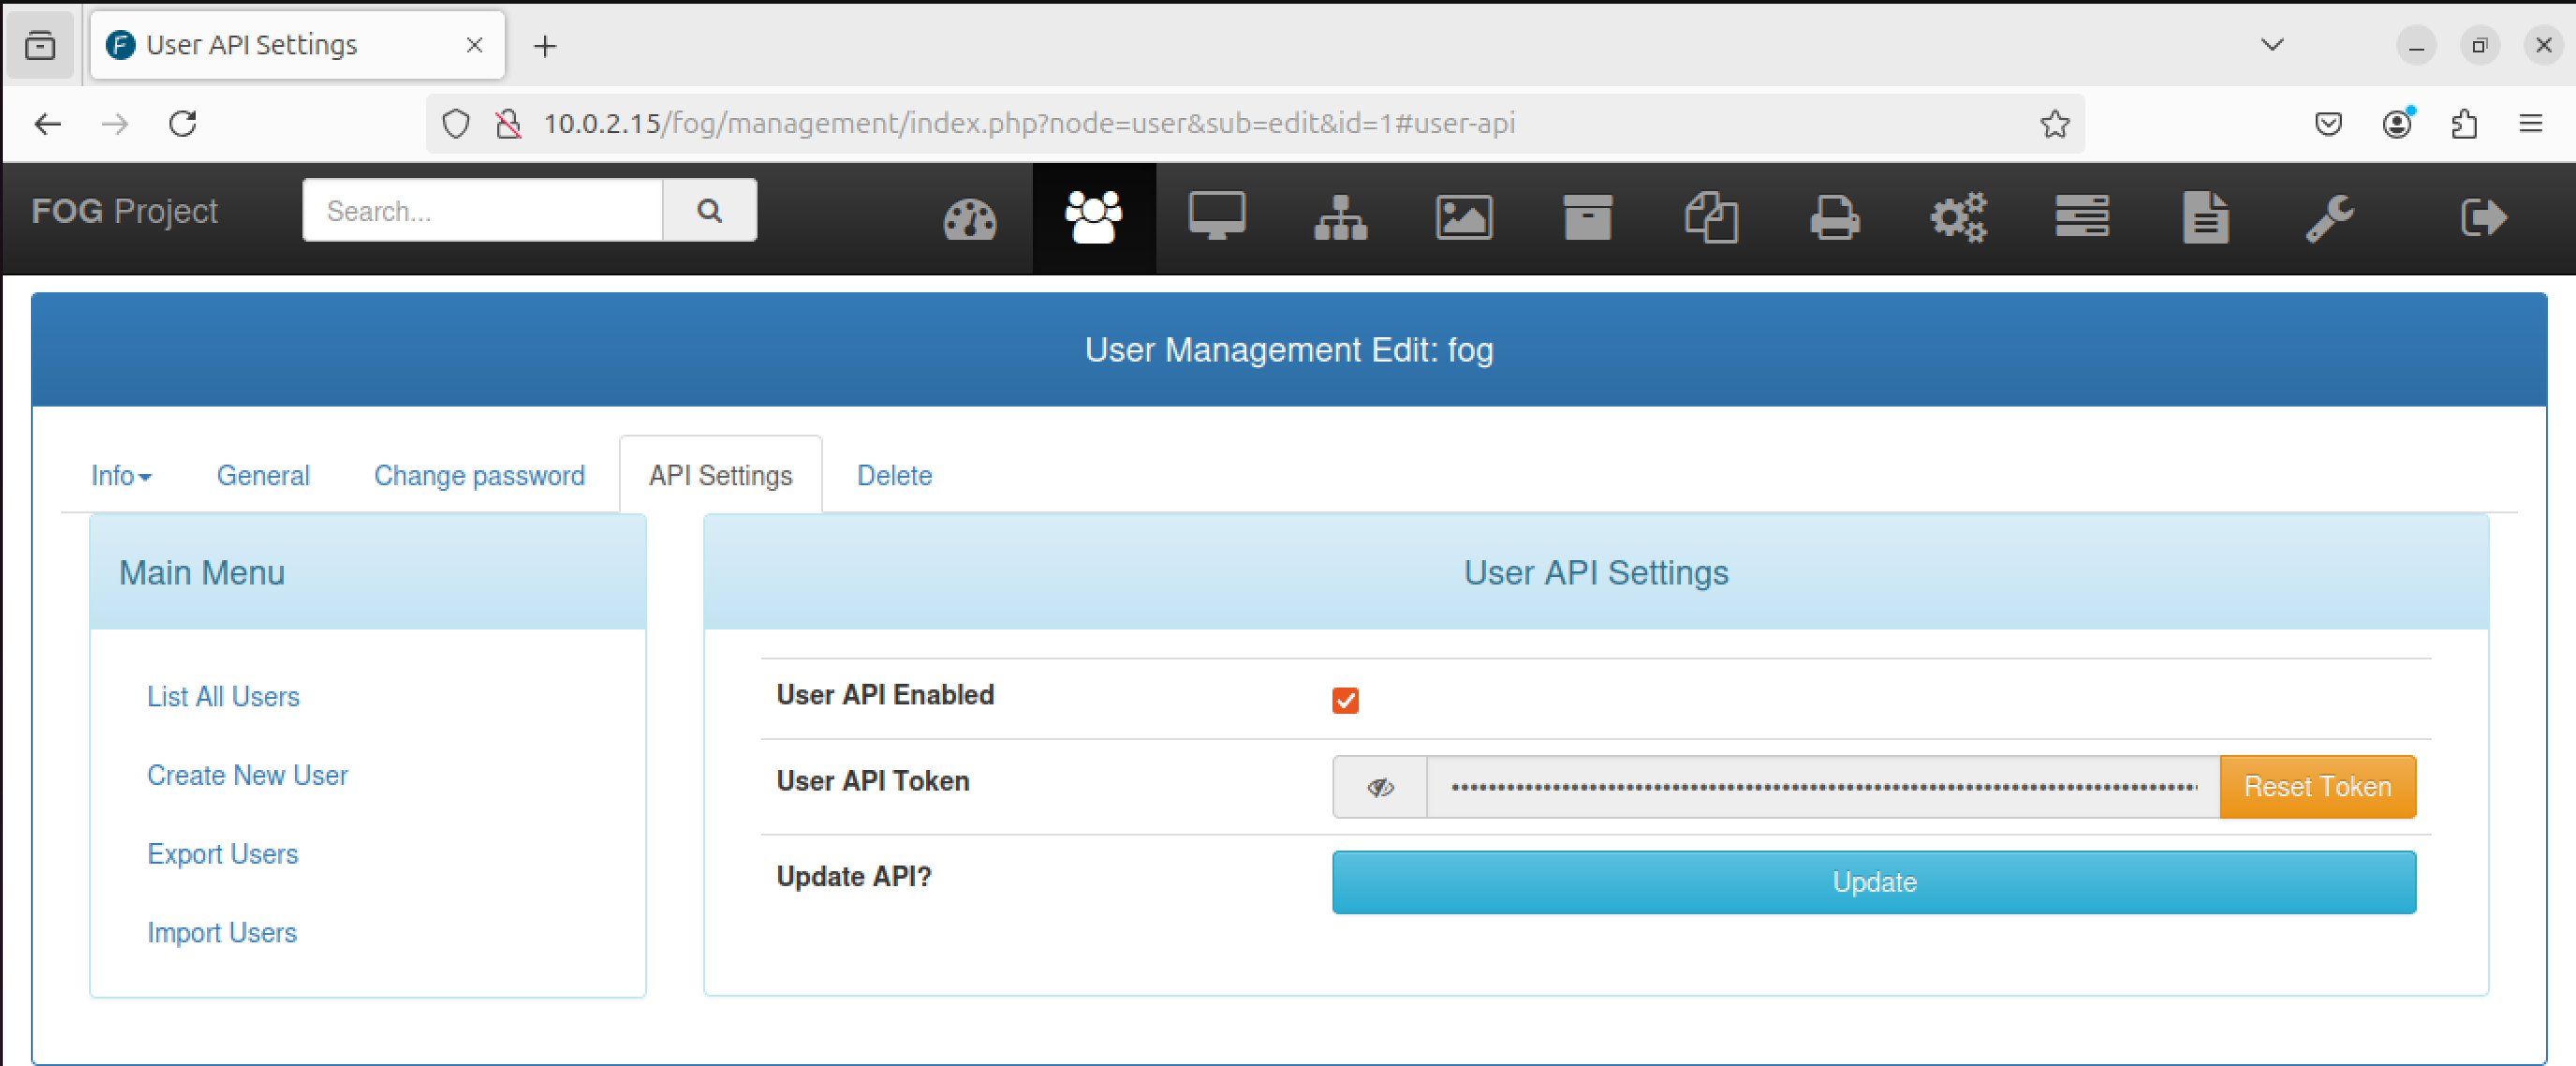 User API Settings
10.0.2.15/fog/management/index.php?node=user&sub=edit&id=1#user-api
FOG Project
Search...
User Management Edit: fog
Info
General
Change password
API Settings
Delete
Main Menu
List All Users
Create New User
Export Users
Import Users
User API Settings
User API Enabled
User API Token
Reset Token
Update API?
Update